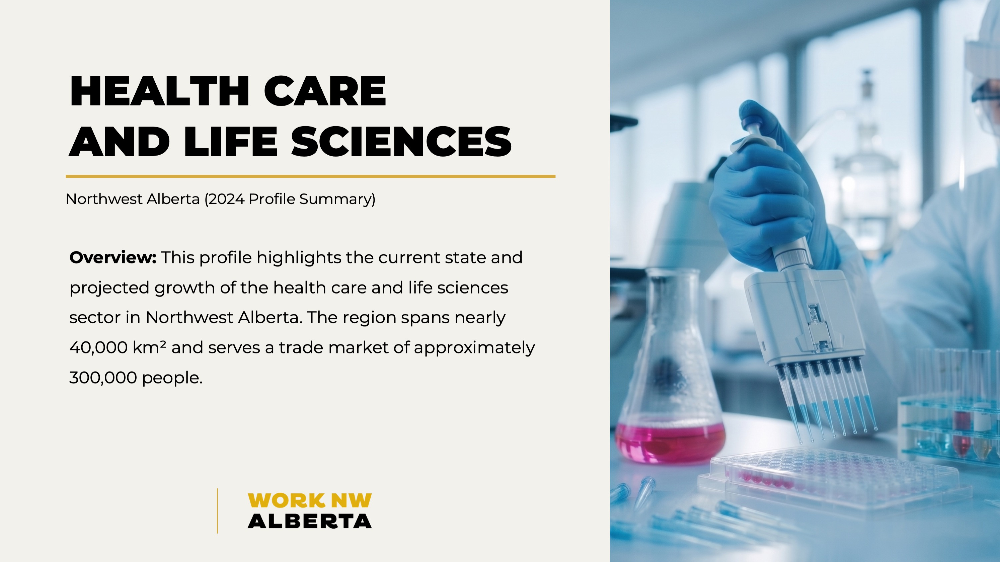 HEALTH CARE
AND LIFE SCIENCES
Northwest Alberta (2024 Profile Summary)
Overview: This profile highlights the current state and
projected growth of the health care and life sciences
sector in Northwest Alberta. The region spans nearly
40,000 km² and serves a trade market of approximately
300,000 people.
WORK NW
ALBERTA